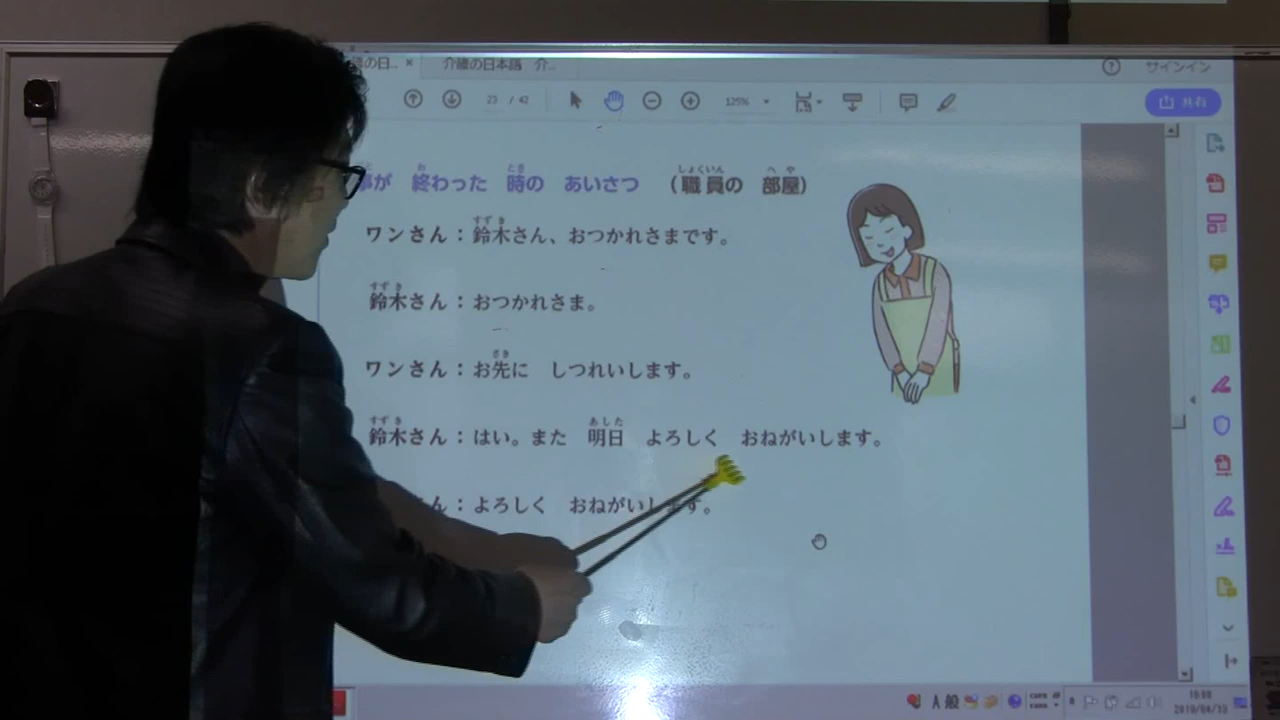 介護の日本語 介...
サインイン
23 / 42
125%
共有
事が 終わった 時の あいさつ (職員の 部屋)
ワンさん：鈴木さん、おつかれさまです。
鈴木さん：おつかれさま。
ワンさん：お先に しつれいします。
鈴木さん：はい。また 明日 よろしく おねがいします。
さん：よろしく おねがいします。
A 般